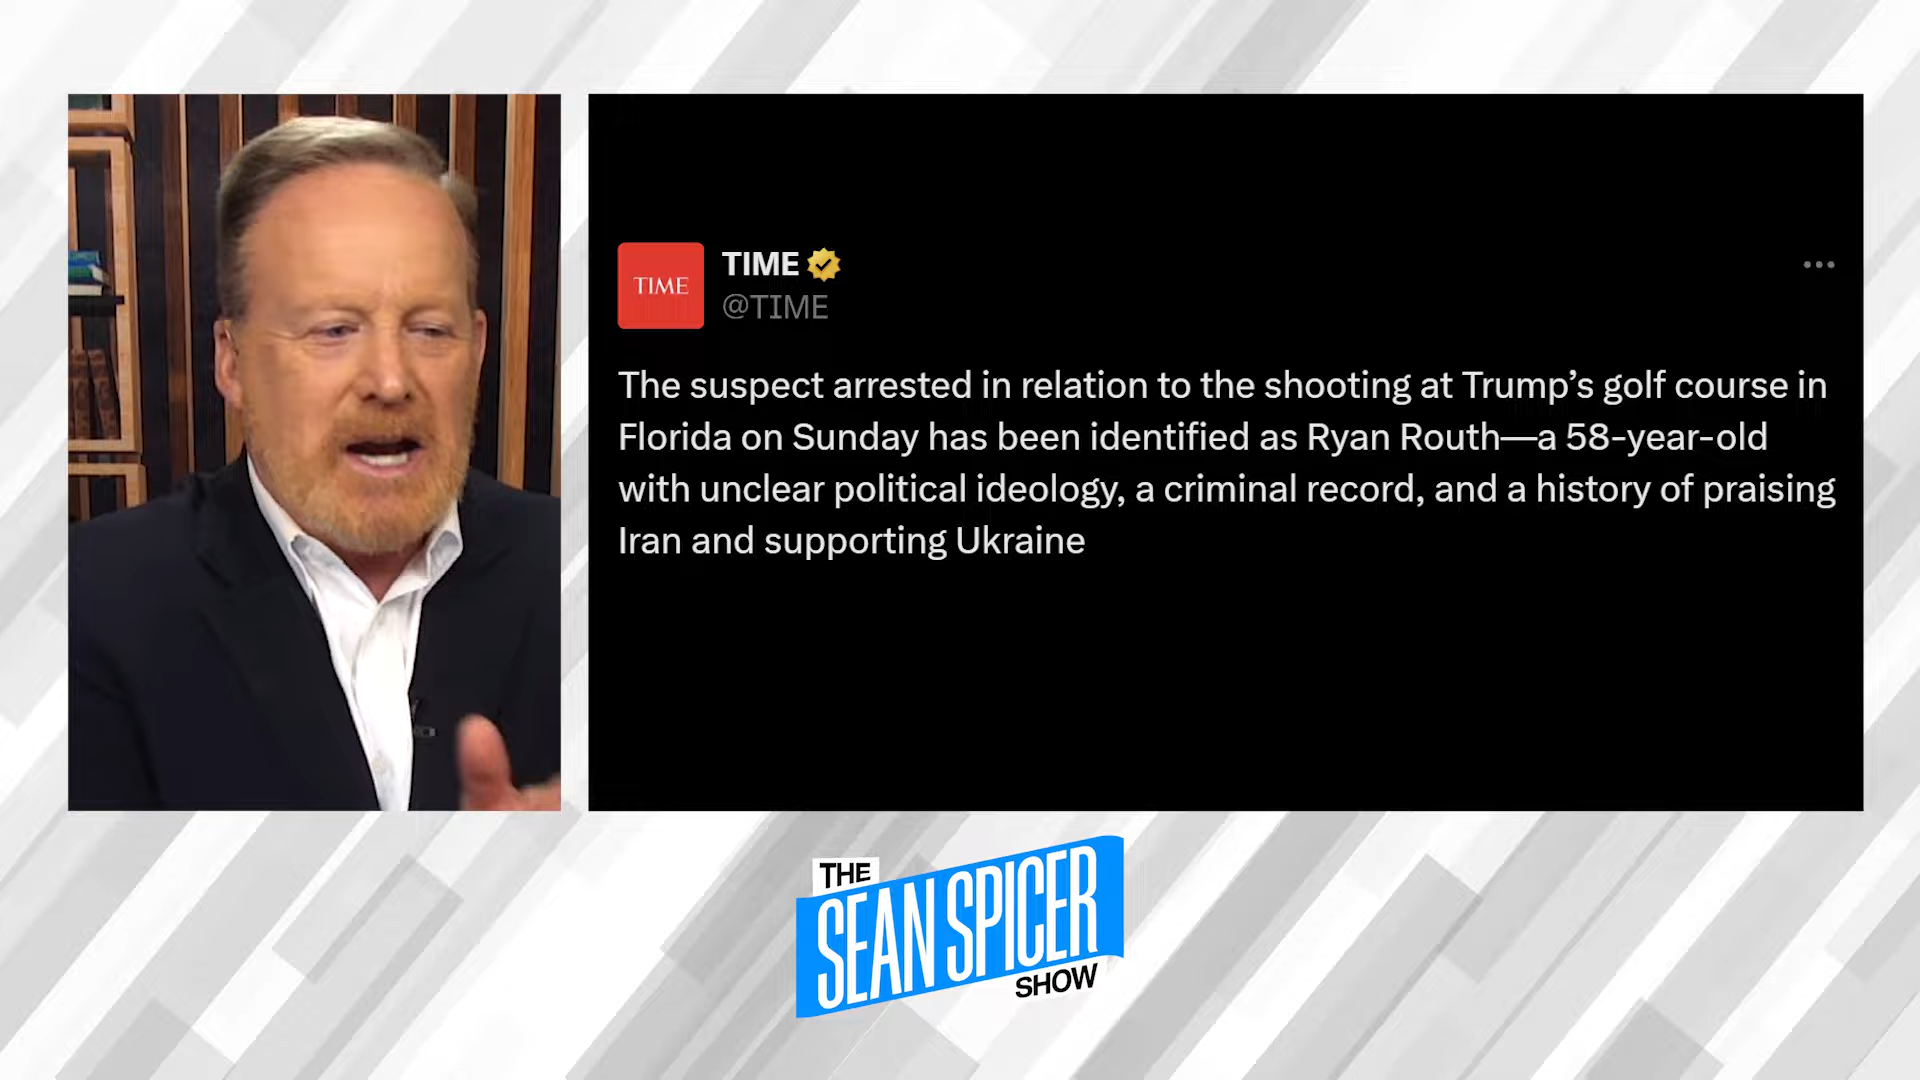 TIME
TIME
@TIME
The suspect arrested in relation to the shooting at Trump’s golf course in
Florida on Sunday has been identified as Ryan Routh—a 58-year-old
with unclear political ideology, a criminal record, and a history of praising
Iran and supporting Ukraine
THE
SEAN SPICER
SHOW